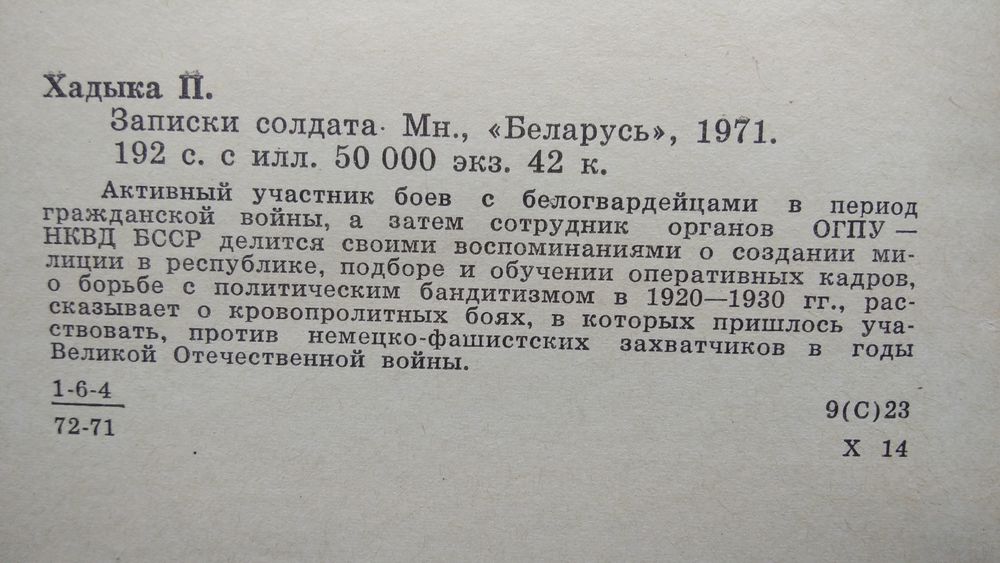 Хадыка П.
Записки солдата. Мн., «Беларусь», 1971.
192 с. с илл. 50 000 экз. 42 к.
Активный участник боев с белогвардейцами в период
гражданской войны, а затем сотрудник органов ОГПУ —
НКВД БССР делится своими воспоминаниями о создании ми-
лиции в республике, подборе и обучении оперативных кадров,
о борьбе с политическим бандитизмом в 1920—1930 гг., рас-
сказывает о кровопролитных боях, в которых пришлось уча-
ствовать, против немецко-фашистских захватчиков в годы
Великой Отечественной войны.
1-6-4
72-71
9(С)23
Х 14